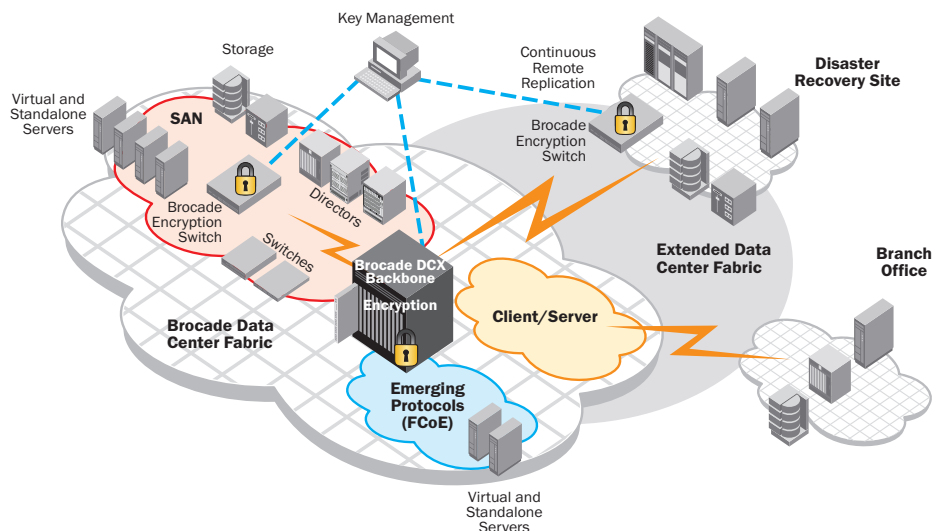 Key Management
Storage
Continuous
Remote
Replication
Disaster
Recovery Site
Virtual and
Standalone
Servers
SAN
Brocade
Encryption
Switch
Directors
Brocade
Encryption
Switch
Switches
Extended Data
Center Fabric
Branch
Office
Brocade DCX
Backbone
Encryption
Client/Server
Brocade Data
Center Fabric
Emerging
Protocols
(FCoE)
Virtual and
Standalone
Servers